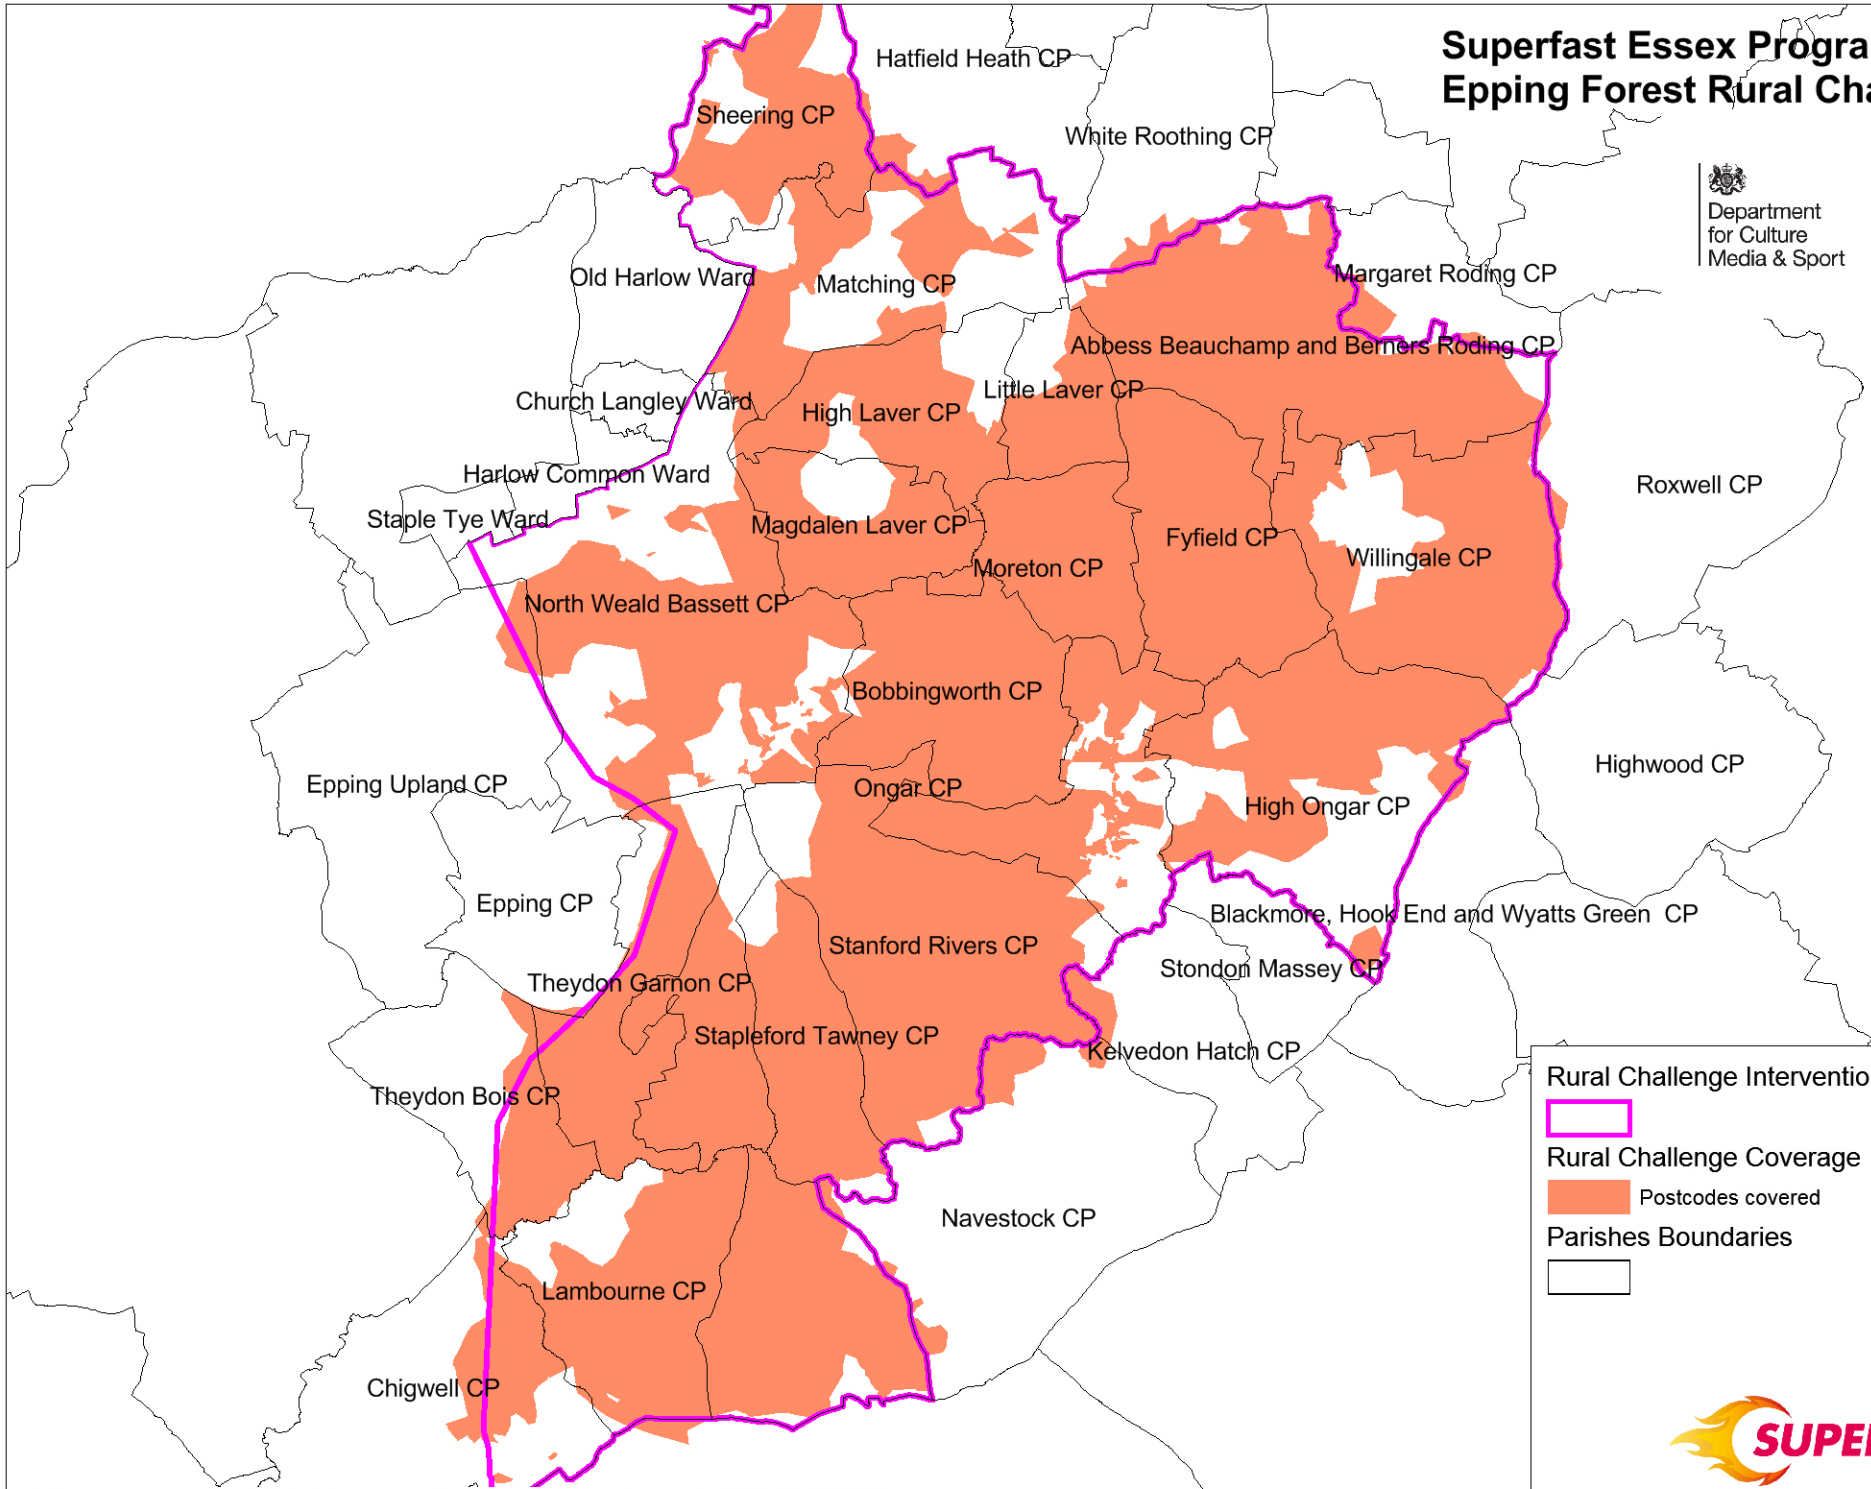 Superfast Essex Progra
Epping Forest Rural Cha
Department
for Culture
Media & Sport
Hatfield Heath CP
Sheering CP
White Roothing CP
Old Harlow Ward
Matching CP
Margaret Roding CP
Abbess Beauchamp and Berners Roding CP
Little Laver CP
Church Langley Ward
High Laver CP
Harlow Common Ward
Roxwell CP
Staple Tye Ward
Magdalen Laver CP
Fyfield CP
Willingale CP
Moreton CP
North Weald Bassett CP
Bobbingworth CP
Highwood CP
Epping Upland CP
Ongar CP
High Ongar CP
Epping CP
Blackmore, Hook End and Wyatts Green CP
Stanford Rivers CP
Stondon Massey CP
Theydon Garnon CP
Stapleford Tawney CP
Kelvedon Hatch CP
Theydon Bois CP
Navestock CP
Lambourne CP
Chigwell CP
Rural Challenge Interventio
Rural Challenge Coverage
Postcodes covered
Parishes Boundaries
SUPE